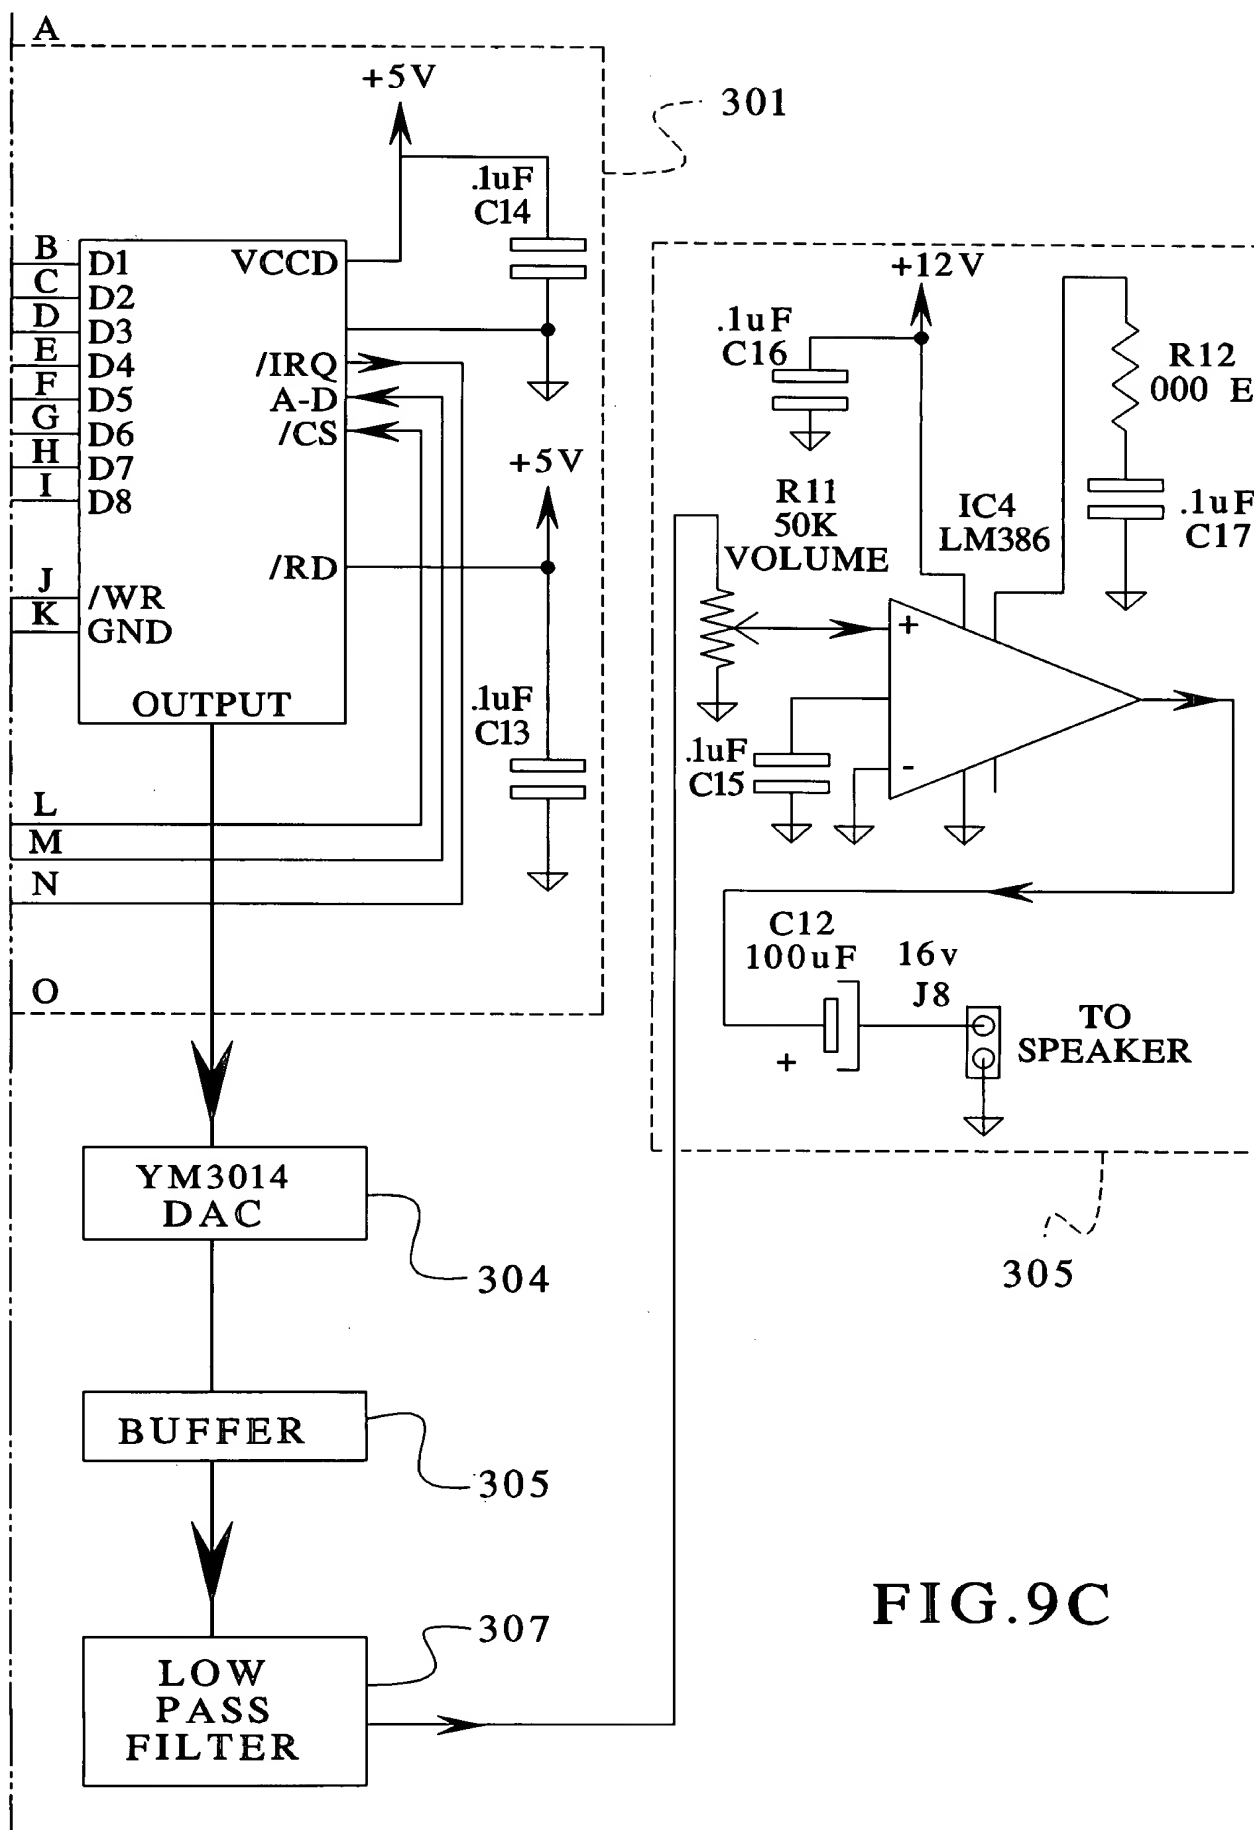 A
+5V
301
.1uF
C14
B
D1
VCCD
C
D2
D
D3
E
D4
/IRQ
F
D5
A-D
G
D6
/CS
H
D7
I
D8
+5V
/RD
J
/WR
K
GND
OUTPUT
.1uF
C13
L
M
N
O
+12V
.1uF
C16
R12
000 E
R11
50K
VOLUME
IC4
LM386
.1uF
C17
+
.1uF
C15
-
C12
100uF
16v
J8
+
TO
SPEAKER
305
YM3014
DAC
304
BUFFER
305
307
LOW
PASS
FILTER
FIG.9C